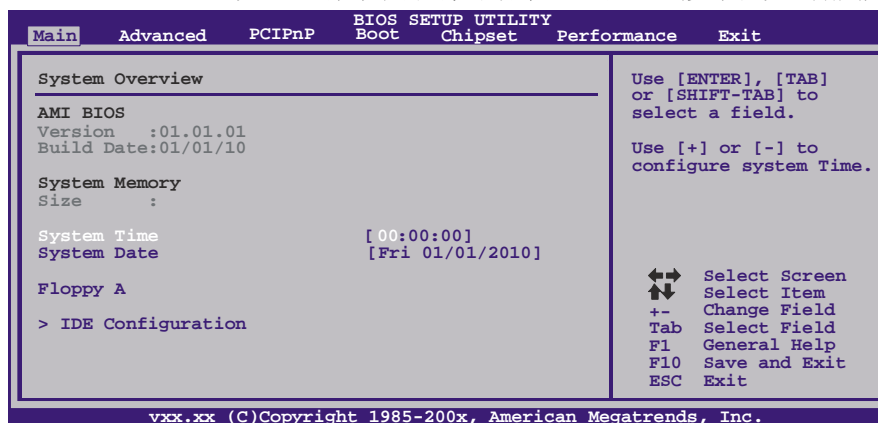 BIOS SETUP UTILITY
Main Advanced PCIPnP Boot Chipset Performance Exit
System Overview
AMI BIOS
Version :01.01.01
Build Date:01/01/10
System Memory
Size :
System Time [ 00:00:00]
System Date [Fri 01/01/2010]
Floppy A
> IDE Configuration
Use [ENTER], [TAB]
or [SHIFT-TAB] to
select a field.
Use [+] or [-] to
configure system Time.
Select Screen
Select Item
+- Change Field
Tab Select Field
F1 General Help
F10 Save and Exit
ESC Exit
vxx.xx (C)Copyright 1985-200x, American Megatrends, Inc.